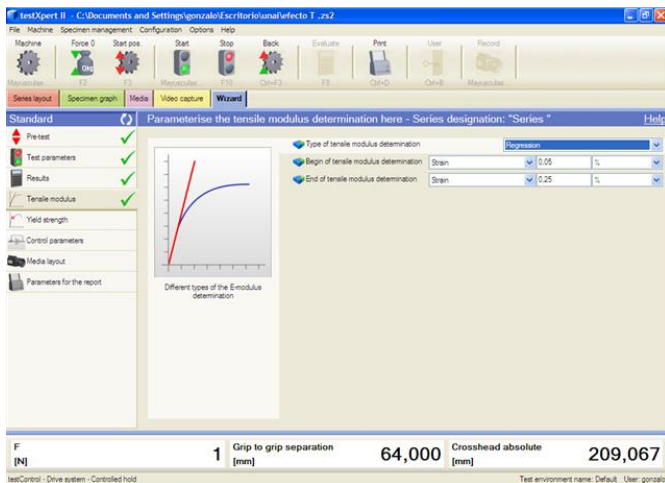 testXpert II - C:\Documents and Settings\gonzalo\Escritorio\unai\efecto T .zs2
File Machine Specimen management Configuration Options Help
Machine Force 0 Start pos. Start Stop Back Evaluate Print User Record
Mayusculas... F2 F3 Mayusculas... F10 Ctrl+F3 F8 Ctrl+D Ctrl+B Mayusculas...
Series layout Specimen graph Media Video capture Wizard
Standard Parameterise the tensile modulus determination here - Series designation: "Series " Help
Pre-test
Test parameters
Results
Tensile modulus
Yield strength
Control parameters
Media layout
Parameters for the report
Type of tensile modulus determination Regression
Begin of tensile modulus determination Strain 0.05 %
End of tensile modulus determination Strain 0.25 %
Different types of the E-modulus
determination
F
[N]
1
Grip to grip separation
[mm]
64,000
Crosshead absolute
[mm]
209,067
testControl - Drive system - Controlled hold Test environment name: Default User: gonzalo